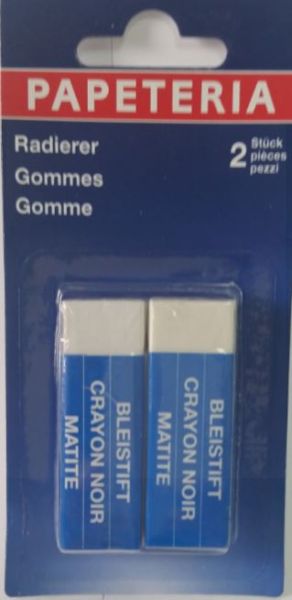 PAPETERIA
Radierer
Gommes
Gomme
2 Stück
pièces
pezzi
BLEISTIFT
CRAYON NOIR
MATITE
BLEISTIFT
CRAYON NOIR
MATITE